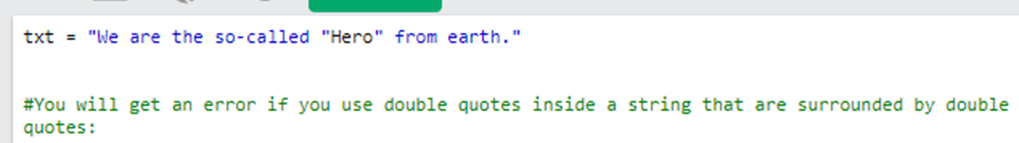 txt = "We are the so-called "Hero" from earth."
#You will get an error if you use double quotes inside a string that are surrounded by double
quotes: